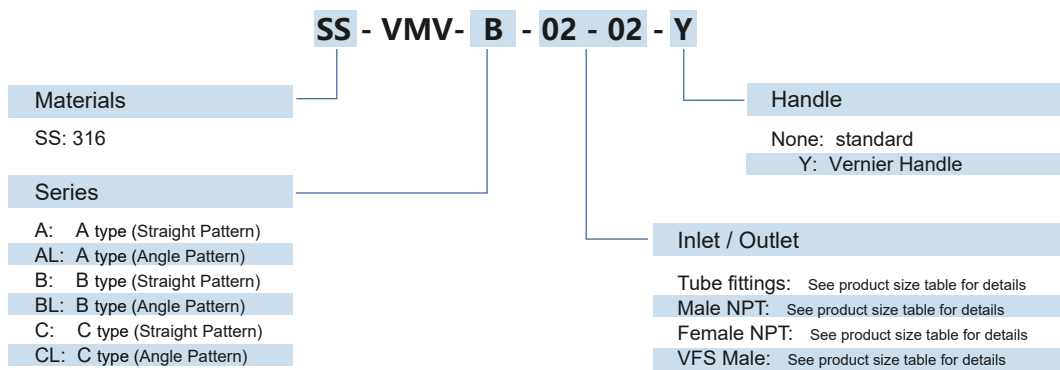 SS - VMV- B - 02 - 02 - Y
Materials
SS: 316
Series
A: A type (Straight Pattern)
AL: A type (Angle Pattern)
B: B type (Straight Pattern)
BL: B type (Angle Pattern)
C: C type (Straight Pattern)
CL: C type (Angle Pattern)
Handle
None: standard
Y: Vernier Handle
Inlet / Outlet
Tube fittings: See product size table for details
Male NPT: See product size table for details
Female NPT: See product size table for details
VFS Male: See product size table for details